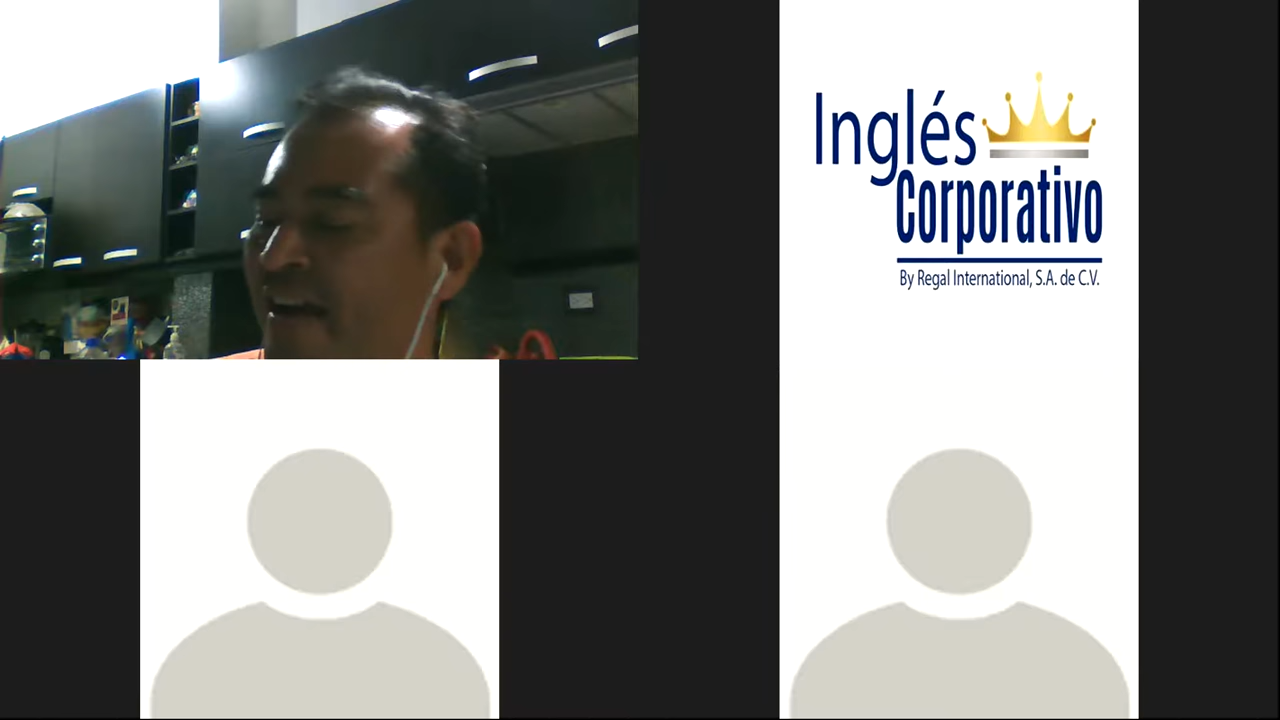 Inglés
Corporativo
By Regal International, S.A. de C.V.